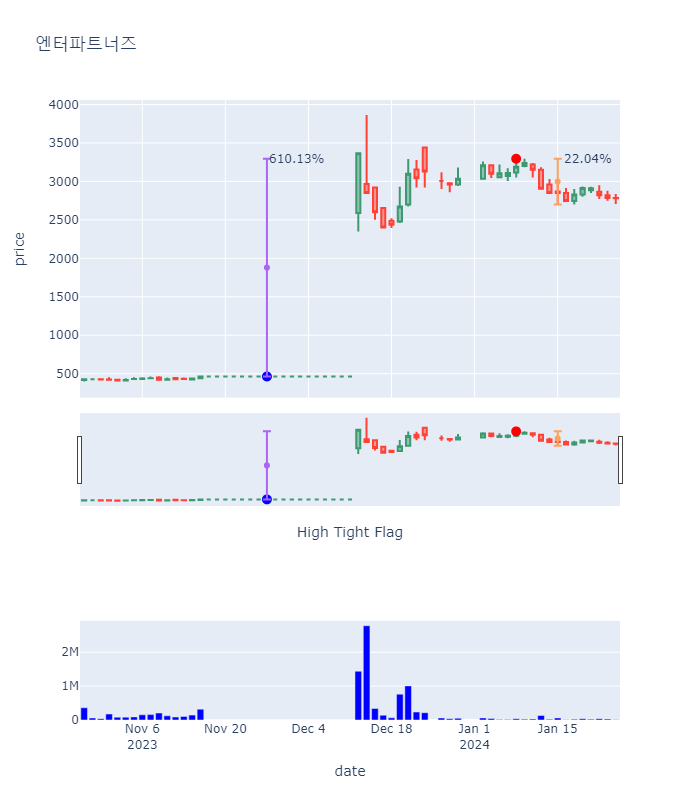 엔터파트너즈
4000
3500
3000
2500
2000
1500
1000
500
price
610.13%
22.04%
High Tight Flag
2M
1M
0
Nov 6
2023
Nov 20
Dec 4
Dec 18
Jan 1
2024
Jan 15
date